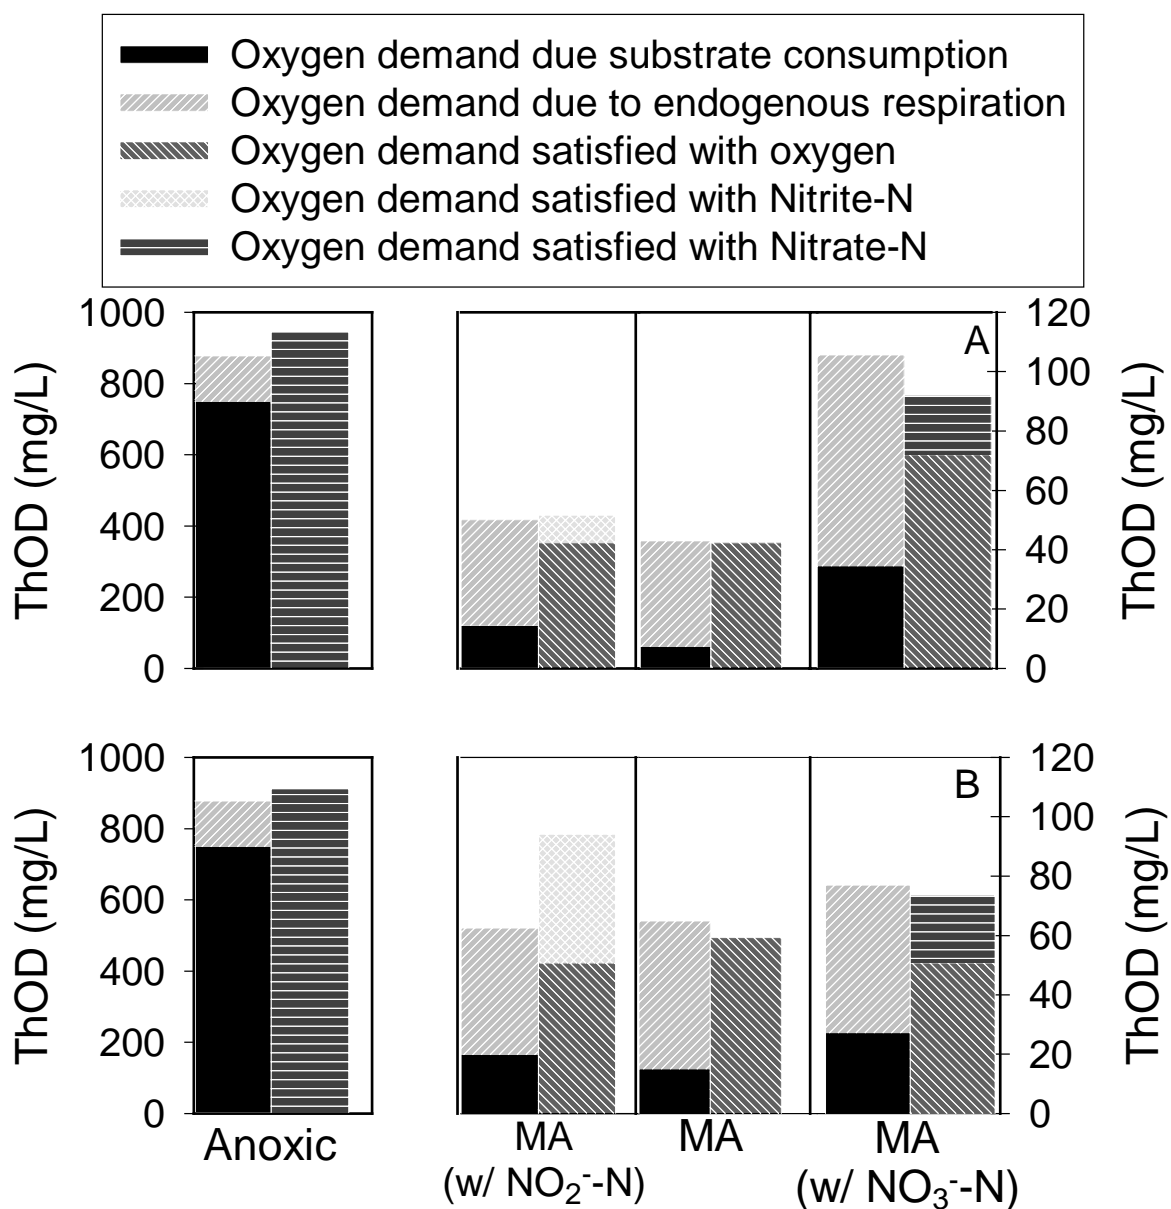 Oxygen demand due substrate consumption
Oxygen demand due to endogenous respiration
Oxygen demand satisfied with oxygen
Oxygen demand satisfied with Nitrite-N
Oxygen demand satisfied with Nitrate-N
ThOD (mg/L)
1000
800
600
400
200
0
A
120
100
80
60
40
20
0
ThOD (mg/L)
ThOD (mg/L)
1000
800
600
400
200
0
B
120
100
80
60
40
20
0
ThOD (mg/L)
Anoxic
MA
(w/ NO₂⁻-N)
MA
MA
(w/ NO₃⁻-N)